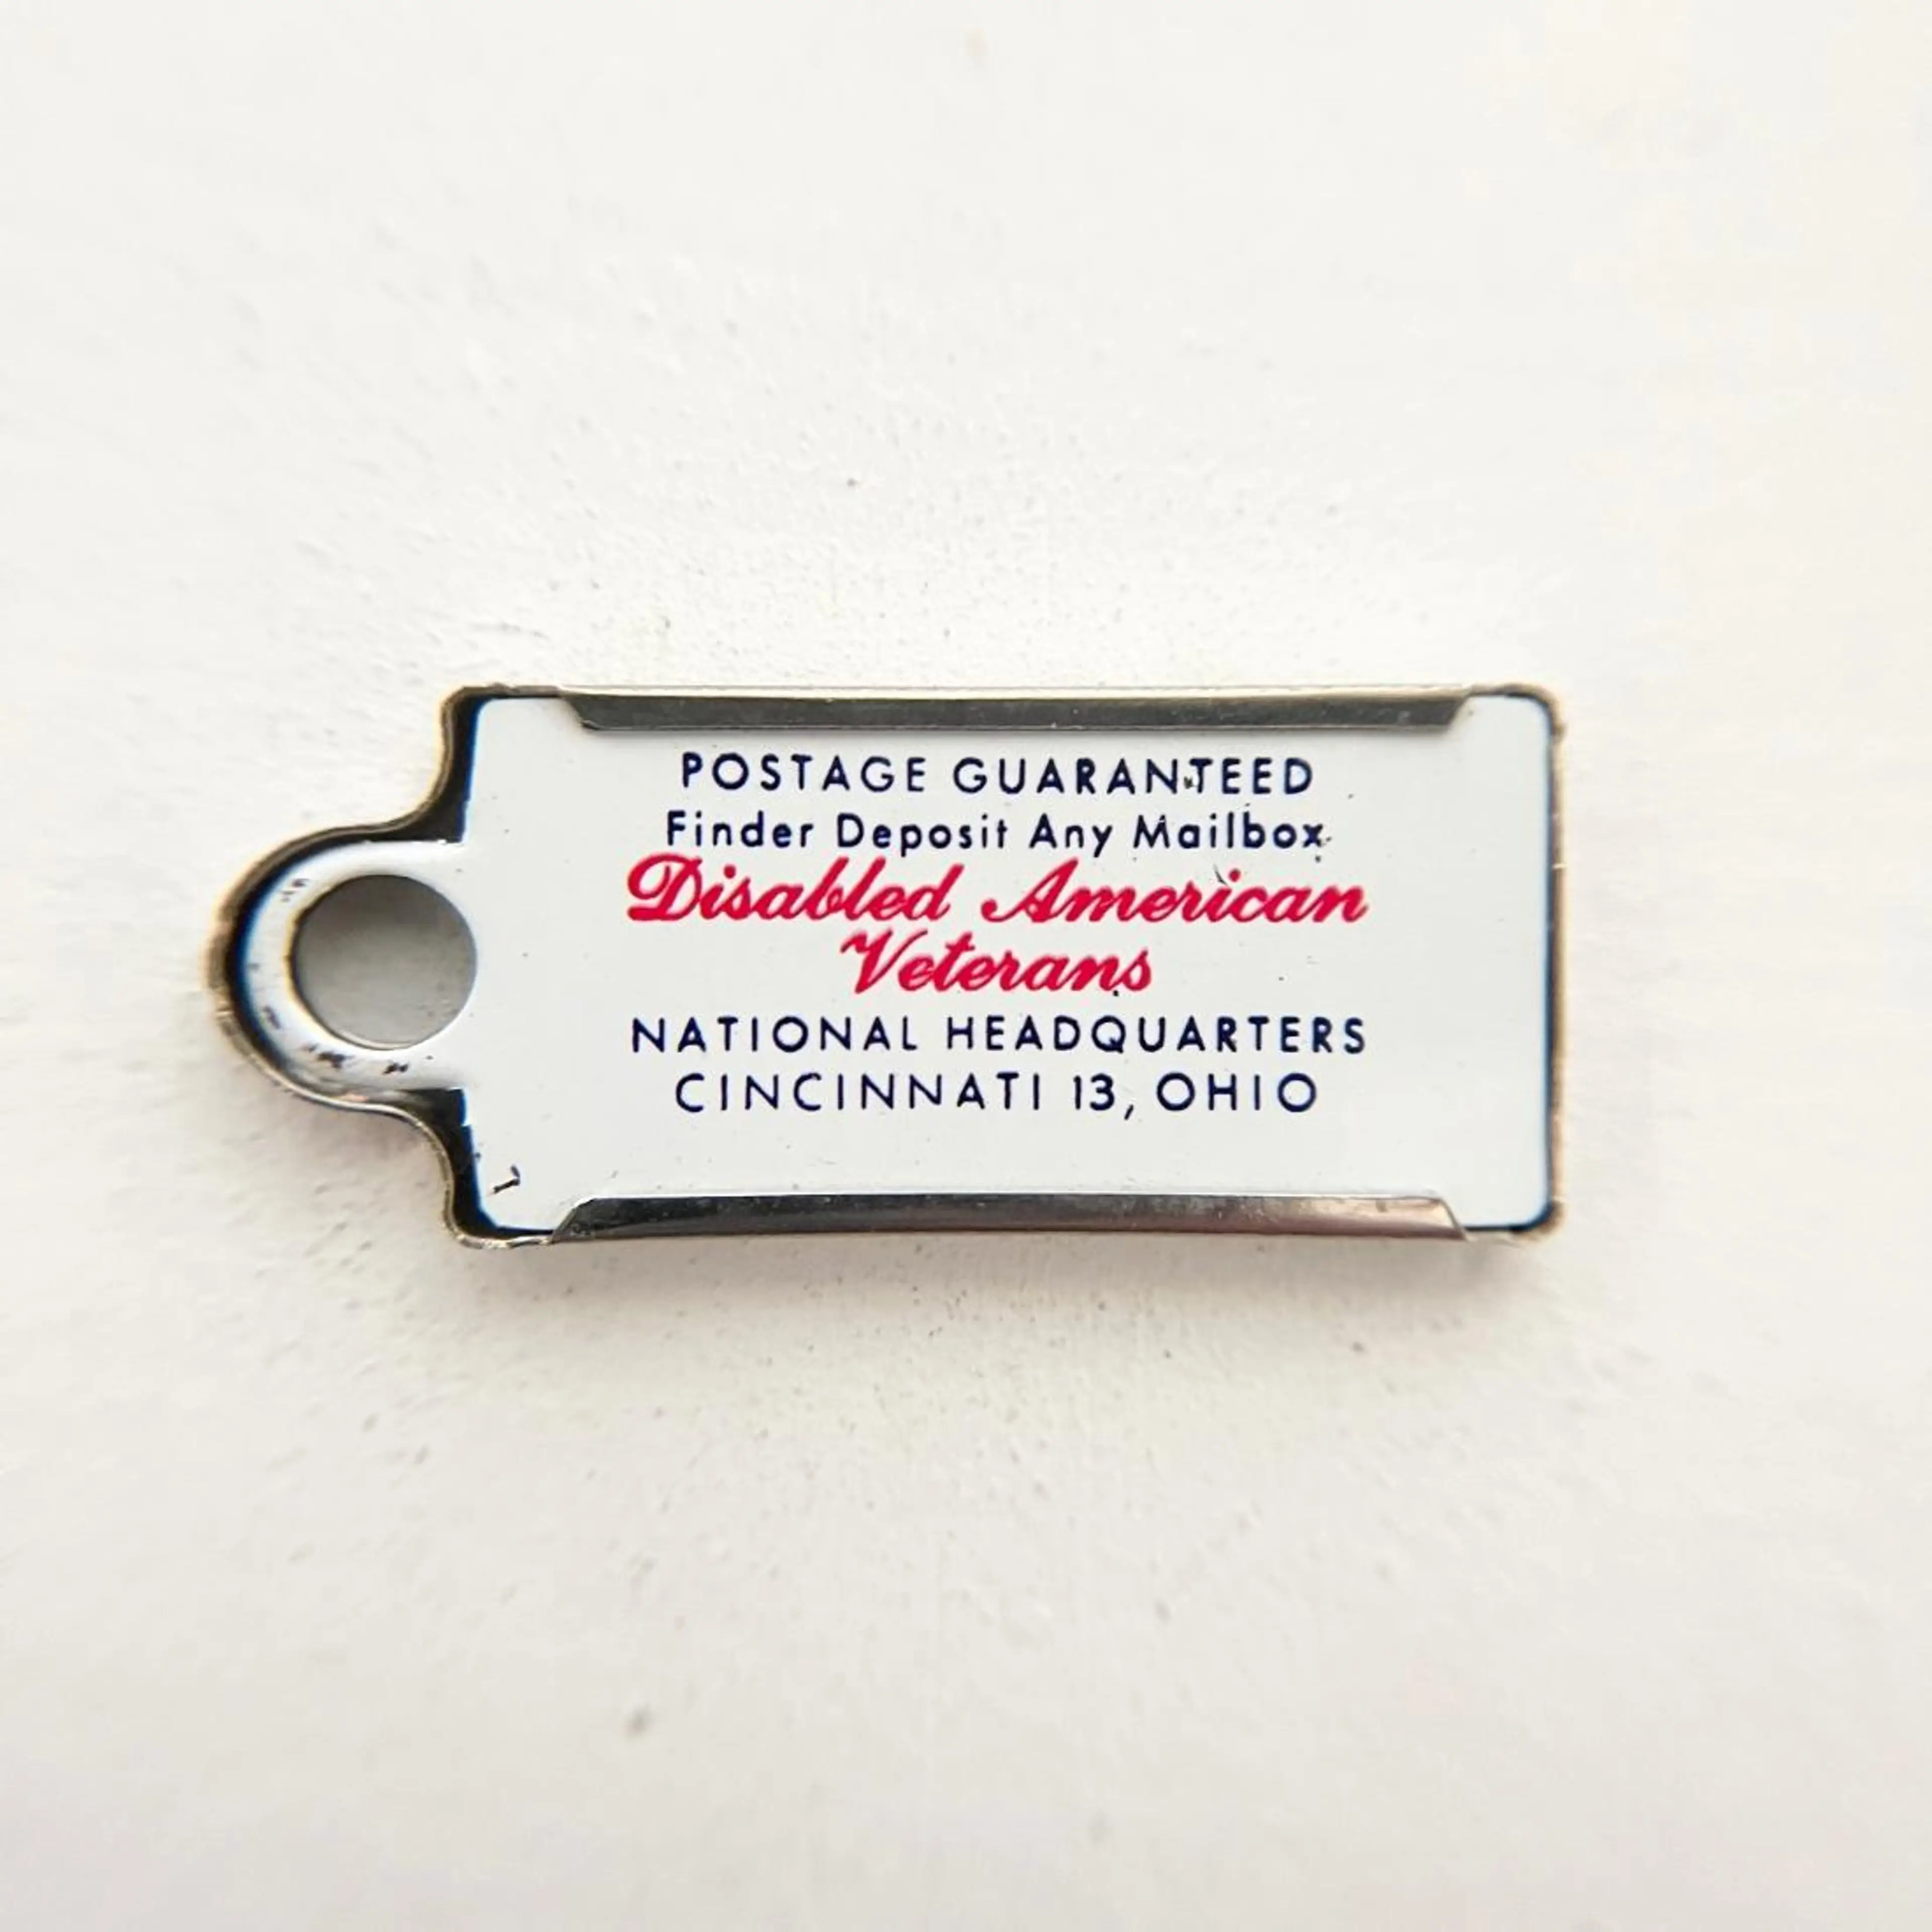 POSTAGE GUARANTEED
Finder Deposit Any Mailbox
Disabled American
Veterans
NATIONAL HEADQUARTERS
CINCINNATI 13, OHIO